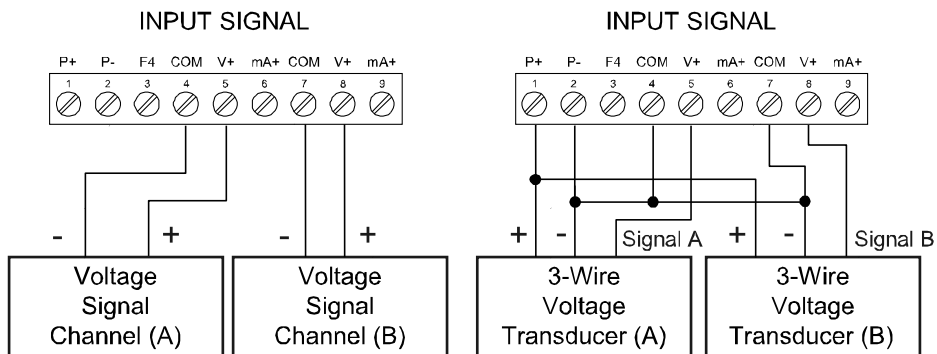 INPUT SIGNAL
P+ P- F4 COM V+ mA+ COM V+ mA+
1 2 3 4 5 6 7 8 9
- + - +
Voltage
Signal
Channel (A)
Voltage
Signal
Channel (B)
INPUT SIGNAL
P+ P- F4 COM V+ mA+ COM V+ mA+
1 2 3 4 5 6 7 8 9
+ - Signal A + - Signal B
3-Wire
Voltage
Transducer (A)
3-Wire
Voltage
Transducer (B)